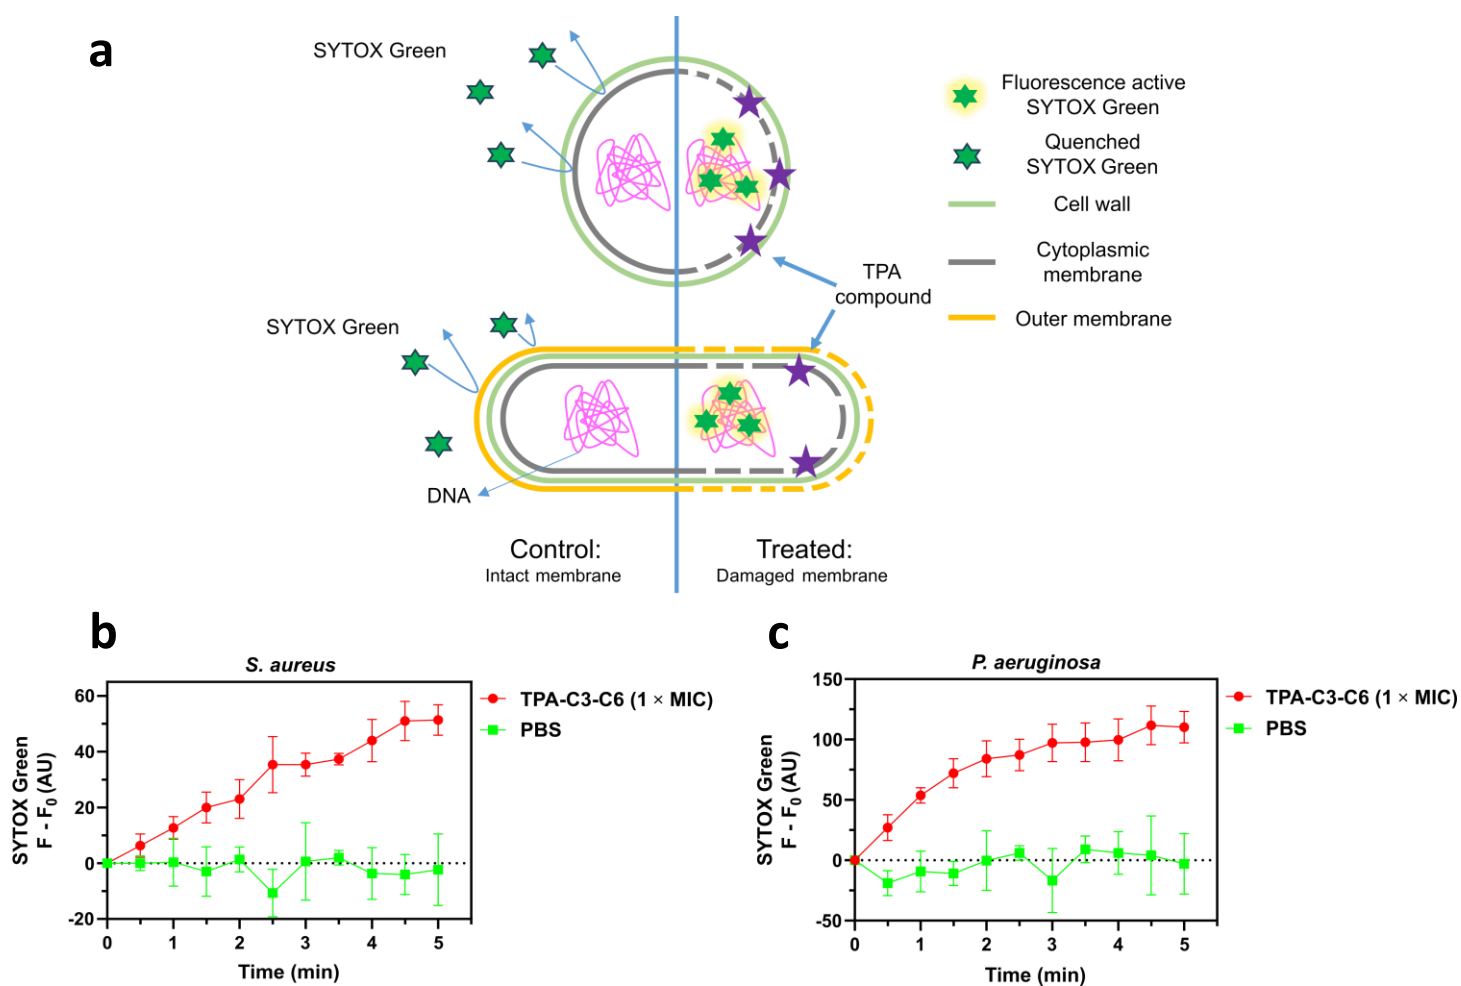 a
SYTOX Green
Fluorescence active
SYTOX Green
Quenched
SYTOX Green
Cell wall
Cytoplasmic
membrane
Outer membrane
TPA
compound
SYTOX Green
DNA
Control:
Intact membrane
Treated:
Damaged membrane
b
S. aureus
TPA-C3-C6 (1 × MIC)
PBS
SYTOX Green
F - F₀ (AU)
60
40
20
0
-20
0 1 2 3 4 5
Time (min)
c
P. aeruginosa
TPA-C3-C6 (1 × MIC)
PBS
SYTOX Green
F - F₀ (AU)
150
100
50
0
-50
0 1 2 3 4 5
Time (min)